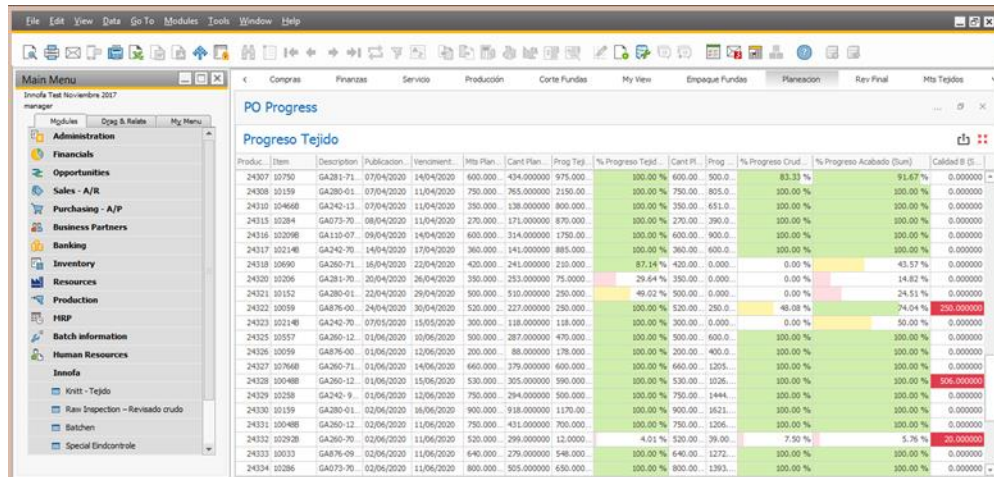 File Edit View Data Go To Modules Tools Window Help
Main Menu
Compras Finanzas Servicio Producción Corte Fundas My View Empaque Fundas Planeacion Rev Final Mts Tejidos
Innofa Test Noviembre 2017
manager
Modules Drag & Relate My Menu
Administration
Financials
Opportunities
Sales - A/R
Purchasing - A/P
Business Partners
Banking
Inventory
Resources
Production
MRP
Batch information
Human Resources
Innofa
Knitt - Tejido
Raw Inspection – Revisado crudo
Batchen
Special Eindcontrole
PO Progress
Progreso Tejido
Produc... Item Description Publicacion... Vencimient... Mts Plan... Cant Plan... Prog Teji... % Progreso Tejid... Cant Pl... Prog ... % Progreso Crud... % Progreso Acabado (Sum) Calidad B (S...
24307 10750 GA281-71... 07/04/2020 14/04/2020 600.000... 434.000000 975.000... 100.00 % 600.00... 500.0... 83.33 % 91.67 % 0.000000
24308 10159 GA280-01... 07/04/2020 11/04/2020 750.000... 765.000000 2150.00... 100.00 % 750.00... 805.0... 100.00 % 100.00 % 0.000000
24310 10466B GA242-13... 07/04/2020 11/04/2020 350.000... 138.000000 800.000... 100.00 % 350.00... 651.0... 100.00 % 100.00 % 0.000000
24315 10284 GA073-70... 08/04/2020 11/04/2020 270.000... 171.000000 870.000... 100.00 % 270.00... 390.0... 100.00 % 100.00 % 0.000000
24316 10209B GA110-07... 09/04/2020 14/04/2020 600.000... 314.000000 1750.00... 100.00 % 600.00... 900.0... 100.00 % 100.00 % 0.000000
24317 10214B GA242-70... 14/04/2020 17/04/2020 360.000... 141.000000 885.000... 100.00 % 360.00... 600.0... 100.00 % 100.00 % 0.000000
24318 10690 GA260-71... 16/04/2020 22/04/2020 420.000... 241.000000 210.000... 87.14 % 420.00... 0.000... 0.00 % 43.57 % 0.000000
24320 10206 GA281-70... 20/04/2020 26/04/2020 350.000... 253.000000 75.0000... 29.64 % 350.00... 0.000... 0.00 % 14.82 % 0.000000
24321 10152 GA280-01... 22/04/2020 29/04/2020 500.000... 510.000000 250.000... 49.02 % 500.00... 0.000... 0.00 % 24.51 % 0.000000
24322 10059 GA876-00... 24/04/2020 30/04/2020 520.000... 227.000000 250.000... 100.00 % 520.00... 250.0... 48.08 % 74.04 % 250.000000
24323 10214B GA242-70... 07/05/2020 15/05/2020 300.000... 118.000000 118.000... 100.00 % 300.00... 0.000... 0.00 % 50.00 % 0.000000
24325 10557 GA260-12... 01/06/2020 10/06/2020 500.000... 287.000000 470.000... 100.00 % 500.00... 600.0... 100.00 % 100.00 % 0.000000
24326 10059 GA876-00... 01/06/2020 12/06/2020 200.000... 88.000000 178.000... 100.00 % 200.00... 400.0... 100.00 % 100.00 % 0.000000
24327 10766B GA260-71... 01/06/2020 14/06/2020 660.000... 379.000000 600.000... 100.00 % 660.00... 1205.... 100.00 % 100.00 % 0.000000
24328 10048B GA260-12... 01/06/2020 15/06/2020 530.000... 305.000000 590.000... 100.00 % 530.00... 1026.... 100.00 % 100.00 % 506.000000
24329 10258 GA242- 9... 01/06/2020 12/06/2020 750.000... 294.000000 500.000... 100.00 % 750.00... 1444.... 100.00 % 100.00 % 0.000000
24330 10159 GA280-01... 02/06/2020 16/06/2020 900.000... 918.000000 1170.00... 100.00 % 900.00... 1621.... 100.00 % 100.00 % 0.000000
24331 10048B GA260-12... 02/06/2020 11/06/2020 750.000... 431.000000 700.000... 100.00 % 750.00... 1206.... 100.00 % 100.00 % 0.000000
24332 10292B GA260-70... 02/06/2020 11/06/2020 520.000... 299.000000 12.0000... 4.01 % 520.00... 39.00... 7.50 % 5.76 % 20.000000
24333 10033 GA876-09... 02/06/2020 11/06/2020 640.000... 279.000000 500.000... 100.00 % 640.00... 1272.... 100.00 % 100.00 % 0.000000
24334 10286 GA073-70... 02/06/2020 11/06/2020 800.000... 505.000000 650.000... 100.00 % 800.00... 1393.... 100.00 % 100.00 % 0.000000